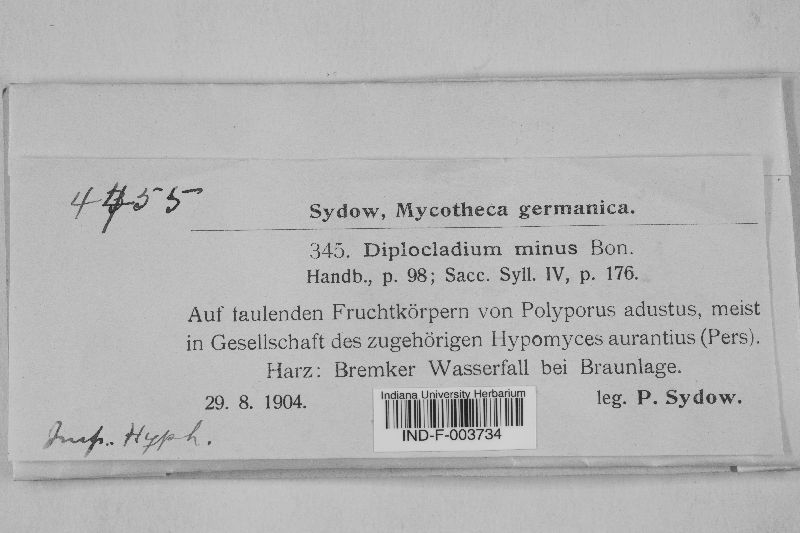 4455
Sydow, Mycotheca germanica.
345. Diplocladium minus Bon.
Handb., p. 98; Sacc. Syll. IV, p. 176.
Auf faulenden Fruchtkörpern von Polyporus adustus, meist
in Gesellschaft des zugehörigen Hypomyces aurantius (Pers).
Harz: Bremker Wasserfall bei Braunlage.
29. 8. 1904.
leg. P. Sydow.
Indiana University Herbarium
IND-F-003734
Imp. Hyph.